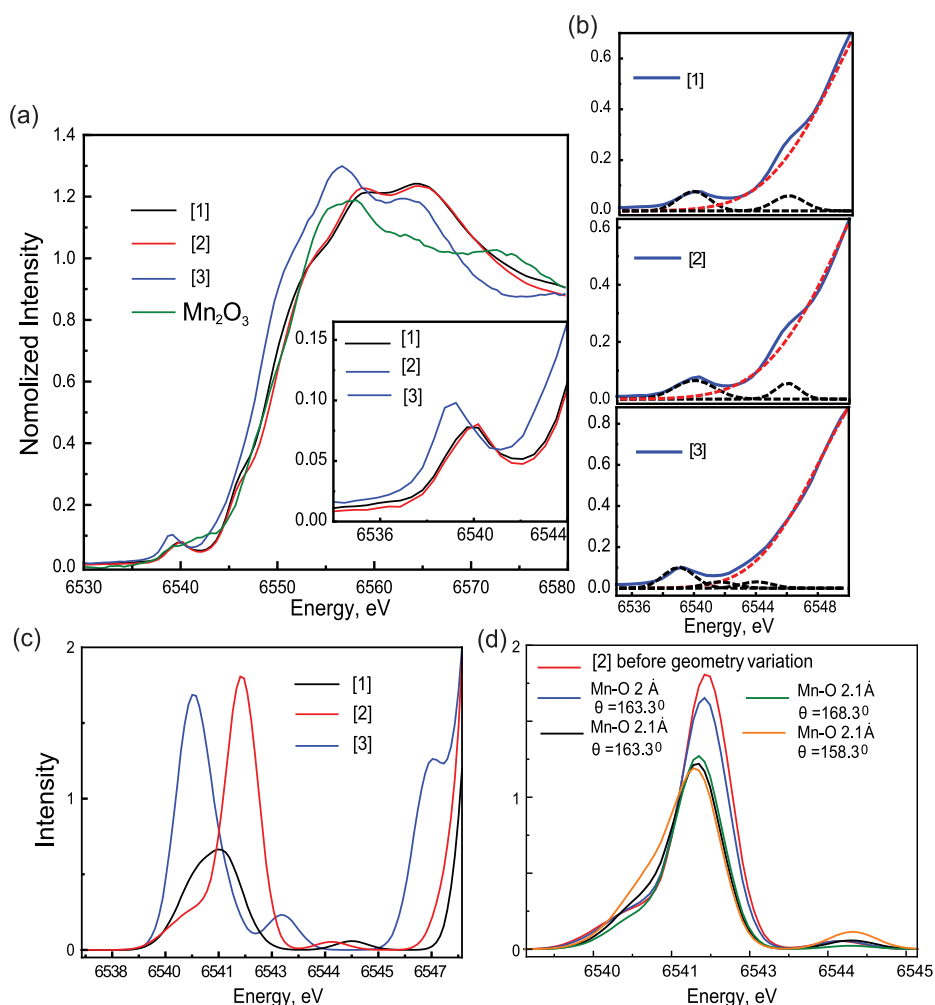 (a)
1.4
1.2
1.0
1.2
0.6
0.4
0.2
0.0
Nomolized Intensity
[1]
[2]
[3]
Mn2O3
0.15
0.10
0.05
0.00
[1]
[2]
[3]
6536 6540 6544
6530 6540 6550 6560 6570 6580
Energy, eV
(b)
0.6
0.4
0.2
0.0
[1]
0.6
0.4
0.2
0.0
[2]
0.8
0.6
0.4
0.2
0.0
[3]
6536 6540 6544 6548
Energy, eV
(c)
2
1
0
Intensity
[1]
[2]
[3]
6538 6540 6541 6543 6544 6545 6547
Energy, eV
(d)
2
1
0
[2] before geometry variation
Mn-O 2 Å
θ =163.3⁰
Mn-O 2.1Å
θ =163.3⁰
Mn-O 2.1Å
θ =168.3⁰
Mn-O 2.1Å
θ =158.3⁰
6540 6541 6543 6544 6545
Energy, eV